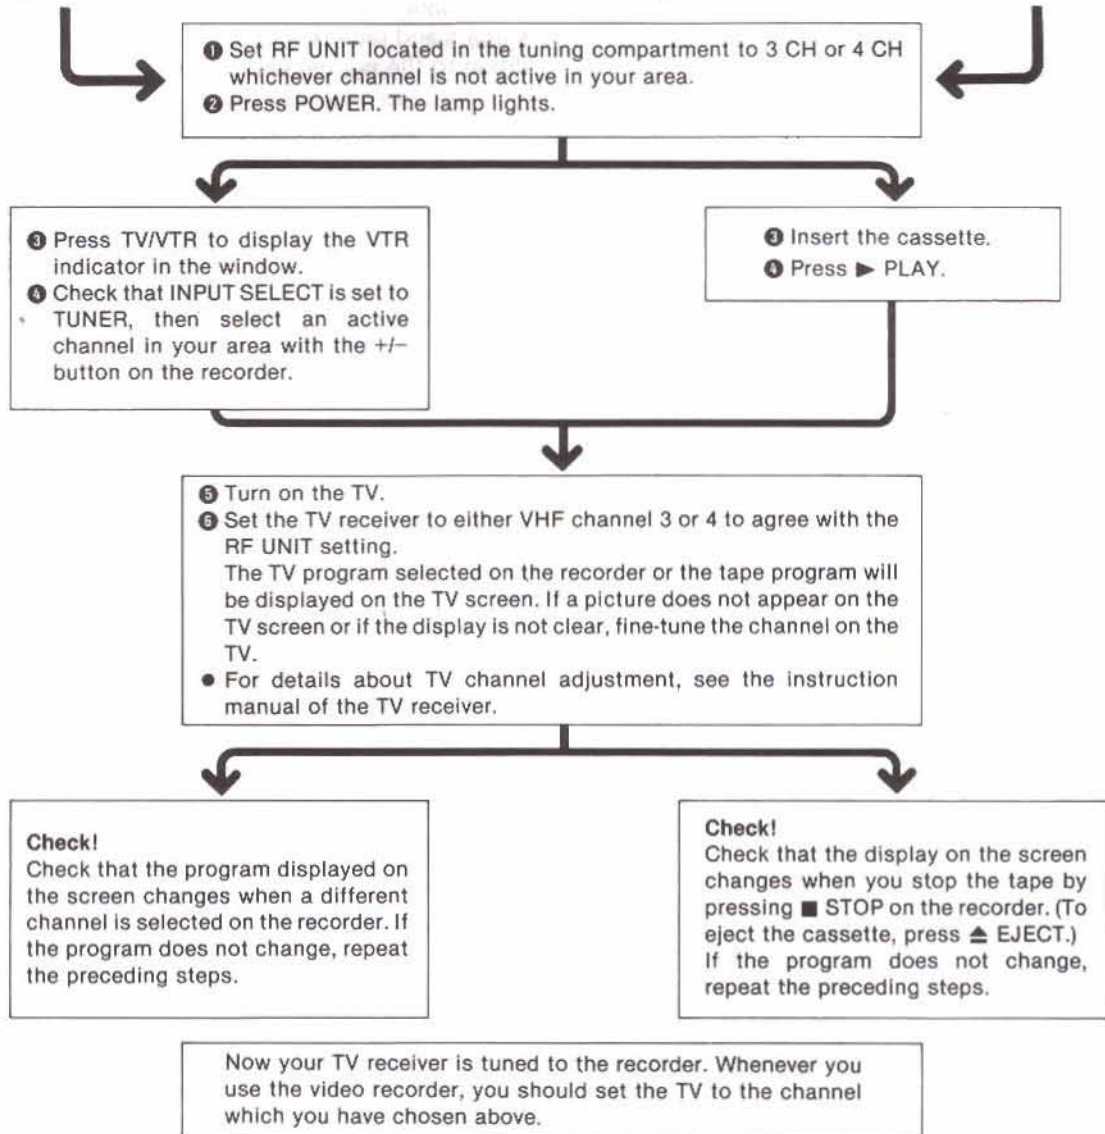 ❶ Set RF UNIT located in the tuning compartment to 3 CH or 4 CH
whichever channel is not active in your area.
❷ Press POWER. The lamp lights.
❸ Press TV/VTR to display the VTR
indicator in the window.
❹ Check that INPUT SELECT is set to
TUNER, then select an active
channel in your area with the +/−
button on the recorder.
❸ Insert the cassette.
❹ Press ► PLAY.
❺ Turn on the TV.
❻ Set the TV receiver to either VHF channel 3 or 4 to agree with the
RF UNIT setting.
The TV program selected on the recorder or the tape program will
be displayed on the TV screen. If a picture does not appear on the
TV screen or if the display is not clear, fine-tune the channel on the
TV.
● For details about TV channel adjustment, see the instruction
manual of the TV receiver.
Check!
Check that the program displayed on
the screen changes when a different
channel is selected on the recorder. If
the program does not change, repeat
the preceding steps.
Check!
Check that the display on the screen
changes when you stop the tape by
pressing ■ STOP on the recorder. (To
eject the cassette, press ⏏ EJECT.)
If the program does not change,
repeat the preceding steps.
Now your TV receiver is tuned to the recorder. Whenever you
use the video recorder, you should set the TV to the channel
which you have chosen above.